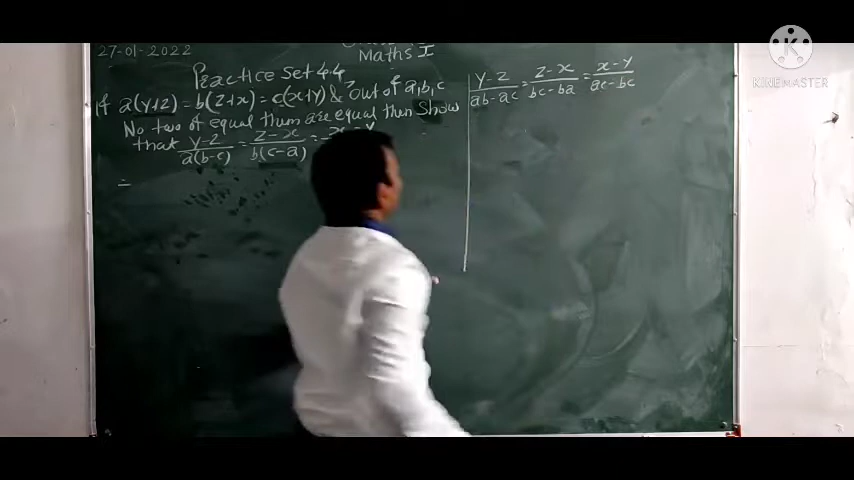 27-01-2022
Maths I
Practice Set 4.4
If a(y+z) = b(z+x) = c(x+y) & out of a,b,c
No two of equal them are equal then show
that y-z/a(b-c) = z-x/b(c-a) = x-y
=
y-z/ab-ac = z-x/bc-ba = x-y/ac-bc
KINEMASTER